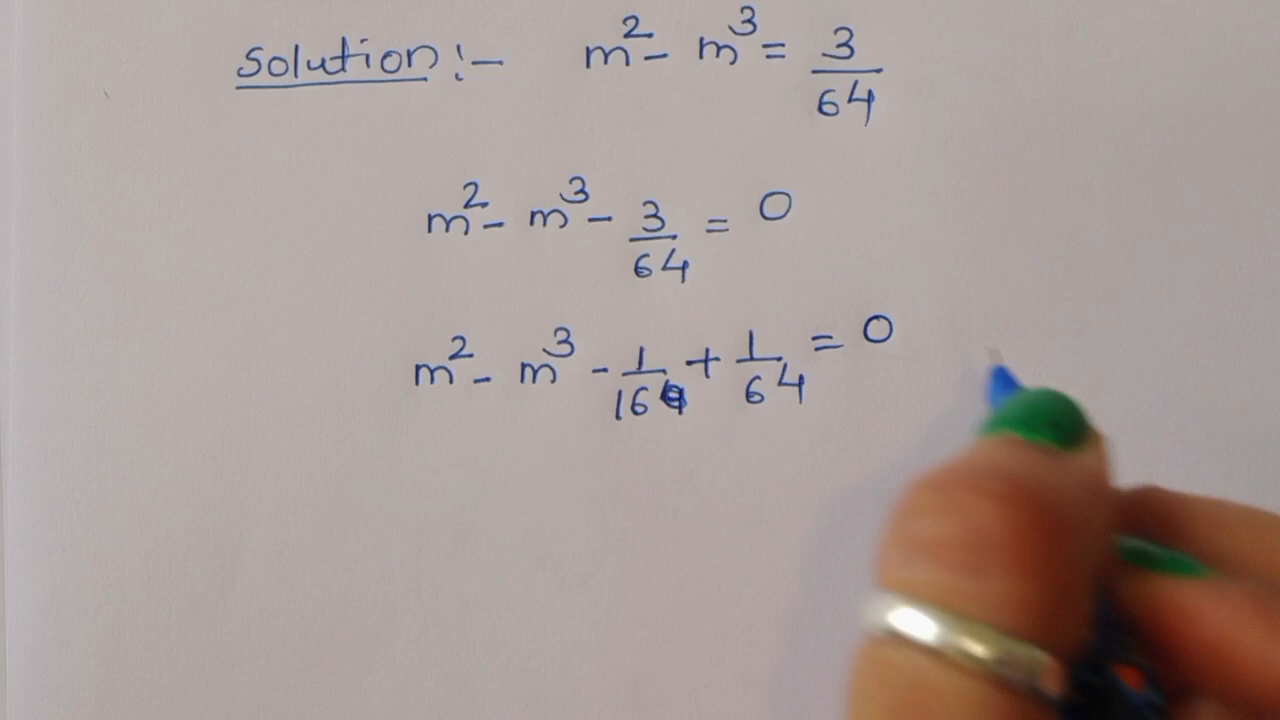 Solution :- m² - m³ = 3/64
m² - m³ - 3/64 = 0
m² - m³ - 1/16 + 1/64 = 0